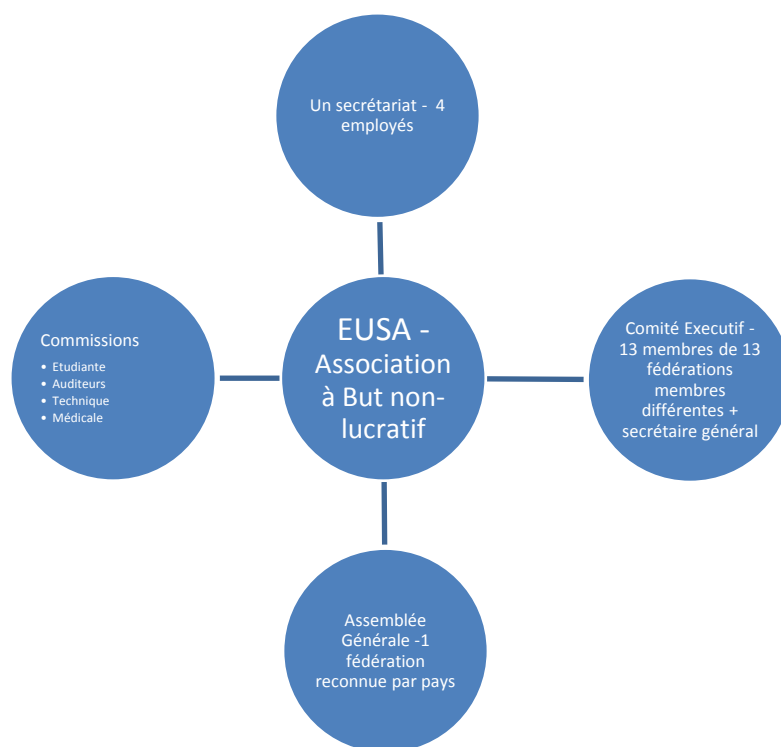 Un secrétariat - 4
employés
Commissions
• Etudiante
• Auditeurs
• Technique
• Médicale
EUSA -
Association
à But non-
lucratif
Comité Executif -
13 membres de 13
fédérations
membres
différentes +
secrétaire général
Assemblée
Générale -1
fédération
reconnue par pays